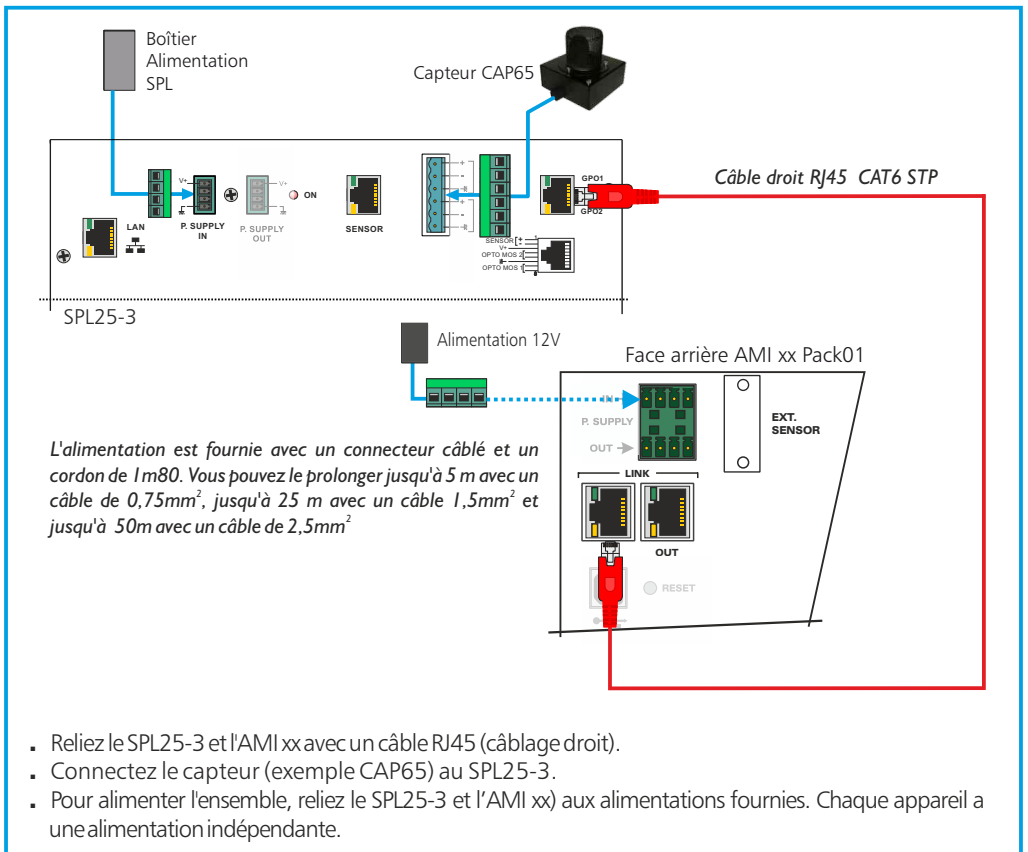 Boîtier
Alimentation
SPL
Capteur CAP65
Câble droit RJ45 CAT6 STP
V+
V+
ON
GPO1
GPO2
LAN
P. SUPPLY
IN
P. SUPPLY
OUT
SENSOR
SENSOR
V+
OPTO MOS 2
OPTO MOS 1
SPL25-3
Alimentation 12V
Face arrière AMI xx Pack01
IN
P. SUPPLY
OUT
EXT.
SENSOR
LINK
OUT
RESET
L'alimentation est fournie avec un connecteur câblé et un
cordon de 1m80. Vous pouvez le prolonger jusqu'à 5 m avec un
câble de 0,75mm², jusqu'à 25 m avec un câble 1,5mm² et
jusqu'à 50m avec un câble de 2,5mm²
. Reliez le SPL25-3 et l'AMI xx avec un câble RJ45 (câblage droit).
. Connectez le capteur (exemple CAP65) au SPL25-3.
. Pour alimenter l'ensemble, reliez le SPL25-3 et l’AMI xx) aux alimentations fournies. Chaque appareil a
une alimentation indépendante.